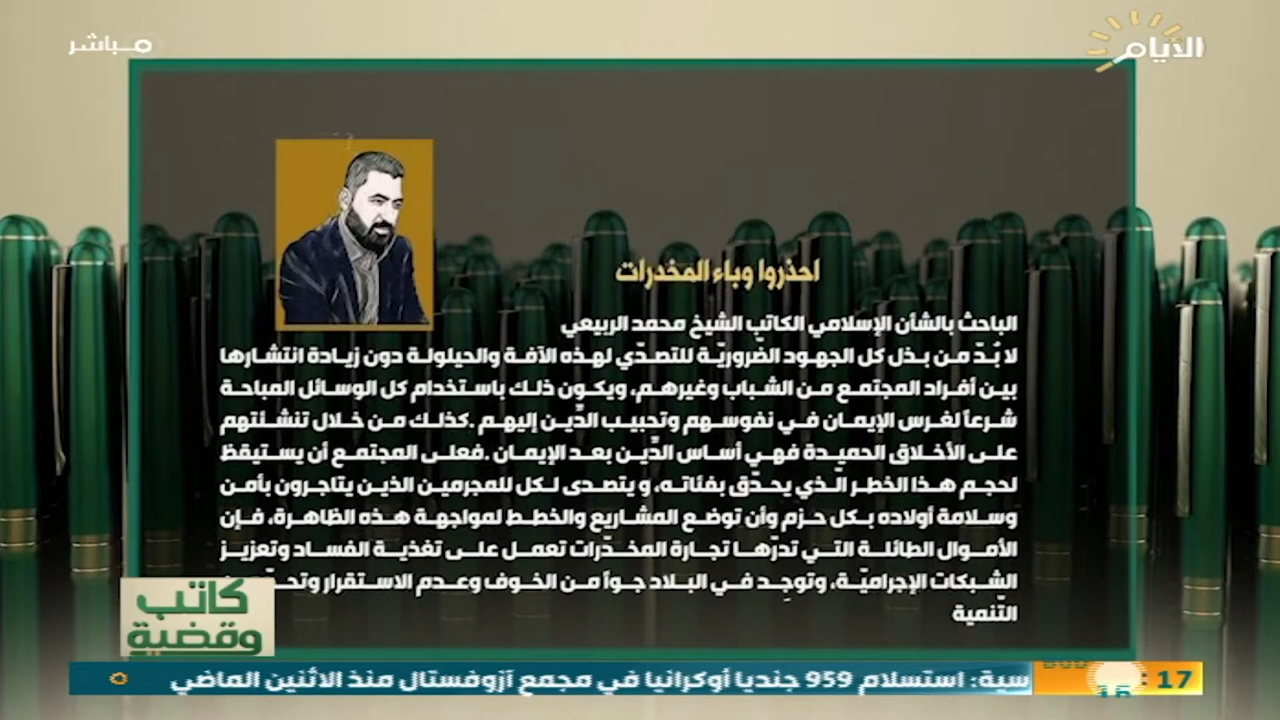 الأيام
مباشر
احذروا وباء المخدرات
الباحث بالشأن الإسلامي الكاتب الشيخ محمد الربيعي
لا بُدّ من بذل كل الجهود الضّروريّة للتصدّي لهذه الآفة والحيلولة دون زيادة انتشارها
بين أفراد المجتمع من الشباب وغيرهم، ويكون ذلك باستخدام كل الوسائل المباحة
شرعاً لغرس الإيمان في نفوسهم وتحبيب الدِّين إليهم .كذلك من خلال تنشئتهم
على الأخلاق الحميدة فهي أساس الدِّين بعد الإيمان .فعلى المجتمع أن يستيقظ
لحجم هذا الخطر الّذي يحدّق بفئاته، و يتصدى لكل للمجرمين الذين يتاجرون بأمن
وسلامة أولاده بكل حزم وأن توضع المشاريع والخطط لمواجهة هذه الظاهرة، فإن
الأموال الطائلة التي تدرّها تجارة المخدّرات تعمل على تغذية الفساد وتعزيز
الشبكات الإجراميّة، وتوجِد في البلاد جواً من الخوف وعدم الاستقرار
التّنمية
كاتب
وقضية
سية: استسلام 959 جنديا أوكرانيا في مجمع آزوفستال منذ الاثنين الماضي
17 :